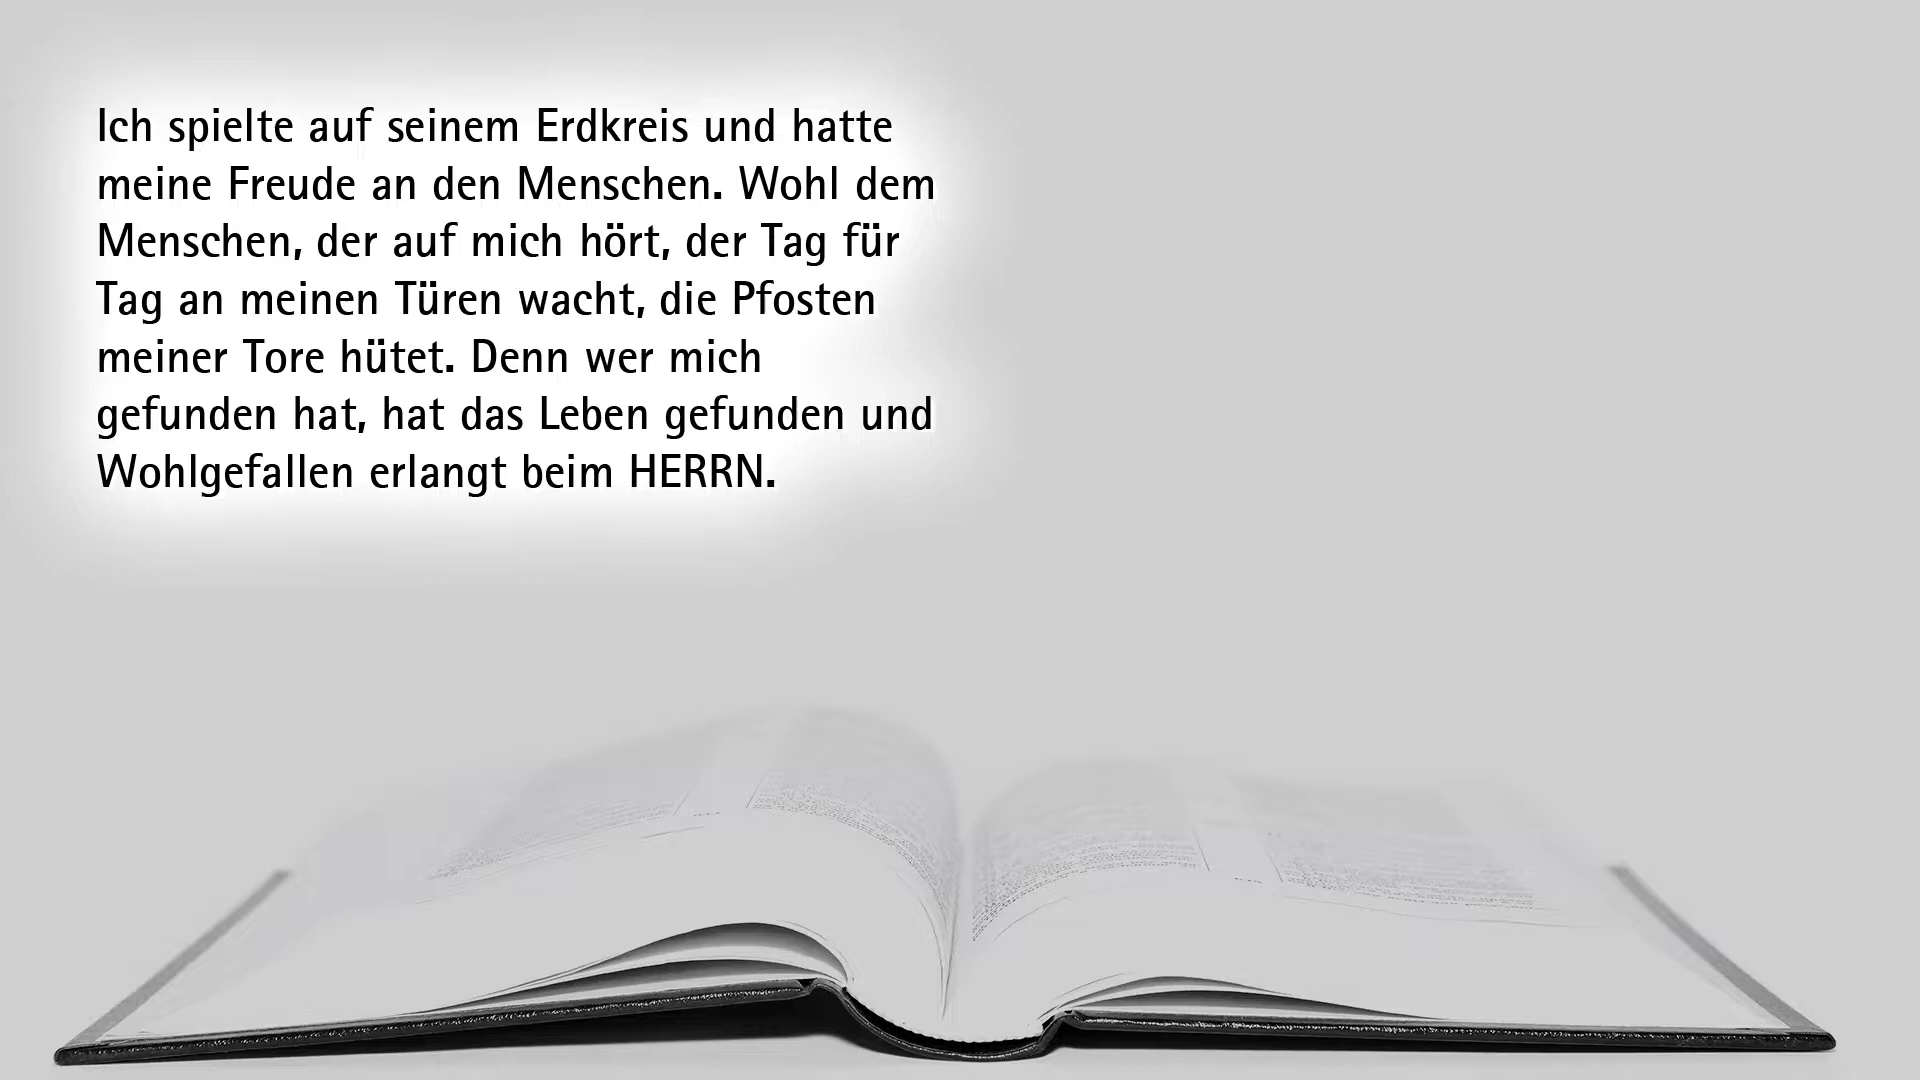 Ich spielte auf seinem Erdkreis und hatte
meine Freude an den Menschen. Wohl dem
Menschen, der auf mich hört, der Tag für
Tag an meinen Türen wacht, die Pfosten
meiner Tore hütet. Denn wer mich
gefunden hat, hat das Leben gefunden und
Wohlgefallen erlangt beim HERRN.